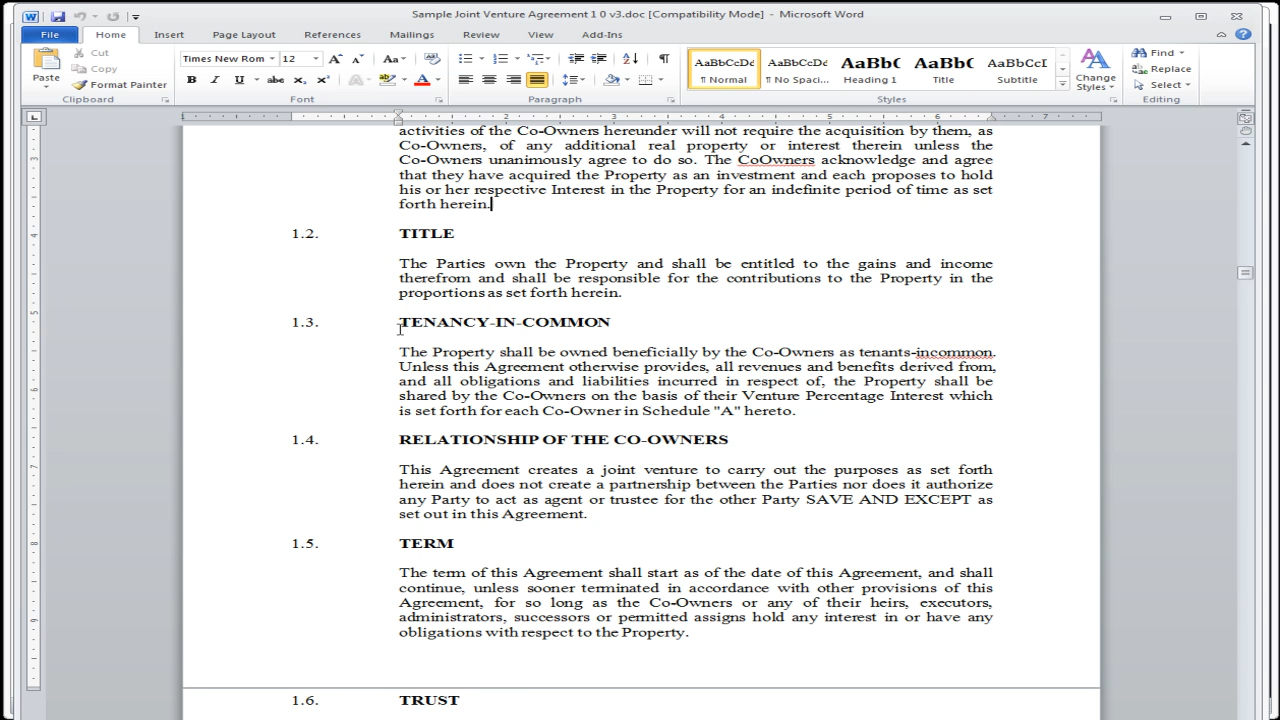 Sample Joint Venture Agreement 1 0 v3.doc [Compatibility Mode] - Microsoft Word
File Home Insert Page Layout References Mailings Review View Add-Ins
Paste
Cut
Copy
Format Painter
Clipboard
Times New Rom 12
Font
Paragraph
AaBbCcDd AaBbCcDd AaBbC AaBbC AaBbCcD
¶ Normal ¶ No Spaci... Heading 1 Title Subtitle
Change Styles
Styles
Find
Replace
Select
Editing
1 2 3 4 5 6 7
activities of the Co-Owners hereunder will not require the acquisition by them, as
Co-Owners, of any additional real property or interest therein unless the
Co-Owners unanimously agree to do so. The CoOwners acknowledge and agree
that they have acquired the Property as an investment and each proposes to hold
his or her respective Interest in the Property for an indefinite period of time as set
forth herein.
1.2. TITLE
The Parties own the Property and shall be entitled to the gains and income
therefrom and shall be responsible for the contributions to the Property in the
proportions as set forth herein.
1.3. TENANCY-IN-COMMON
The Property shall be owned beneficially by the Co-Owners as tenants-incommon.
Unless this Agreement otherwise provides, all revenues and benefits derived from,
and all obligations and liabilities incurred in respect of, the Property shall be
shared by the Co-Owners on the basis of their Venture Percentage Interest which
is set forth for each Co-Owner in Schedule "A" hereto.
1.4. RELATIONSHIP OF THE CO-OWNERS
This Agreement creates a joint venture to carry out the purposes as set forth
herein and does not create a partnership between the Parties nor does it authorize
any Party to act as agent or trustee for the other Party SAVE AND EXCEPT as
set out in this Agreement.
1.5. TERM
The term of this Agreement shall start as of the date of this Agreement, and shall
continue, unless sooner terminated in accordance with other provisions of this
Agreement, for so long as the Co-Owners or any of their heirs, executors,
administrators, successors or permitted assigns hold any interest in or have any
obligations with respect to the Property.
1.6. TRUST